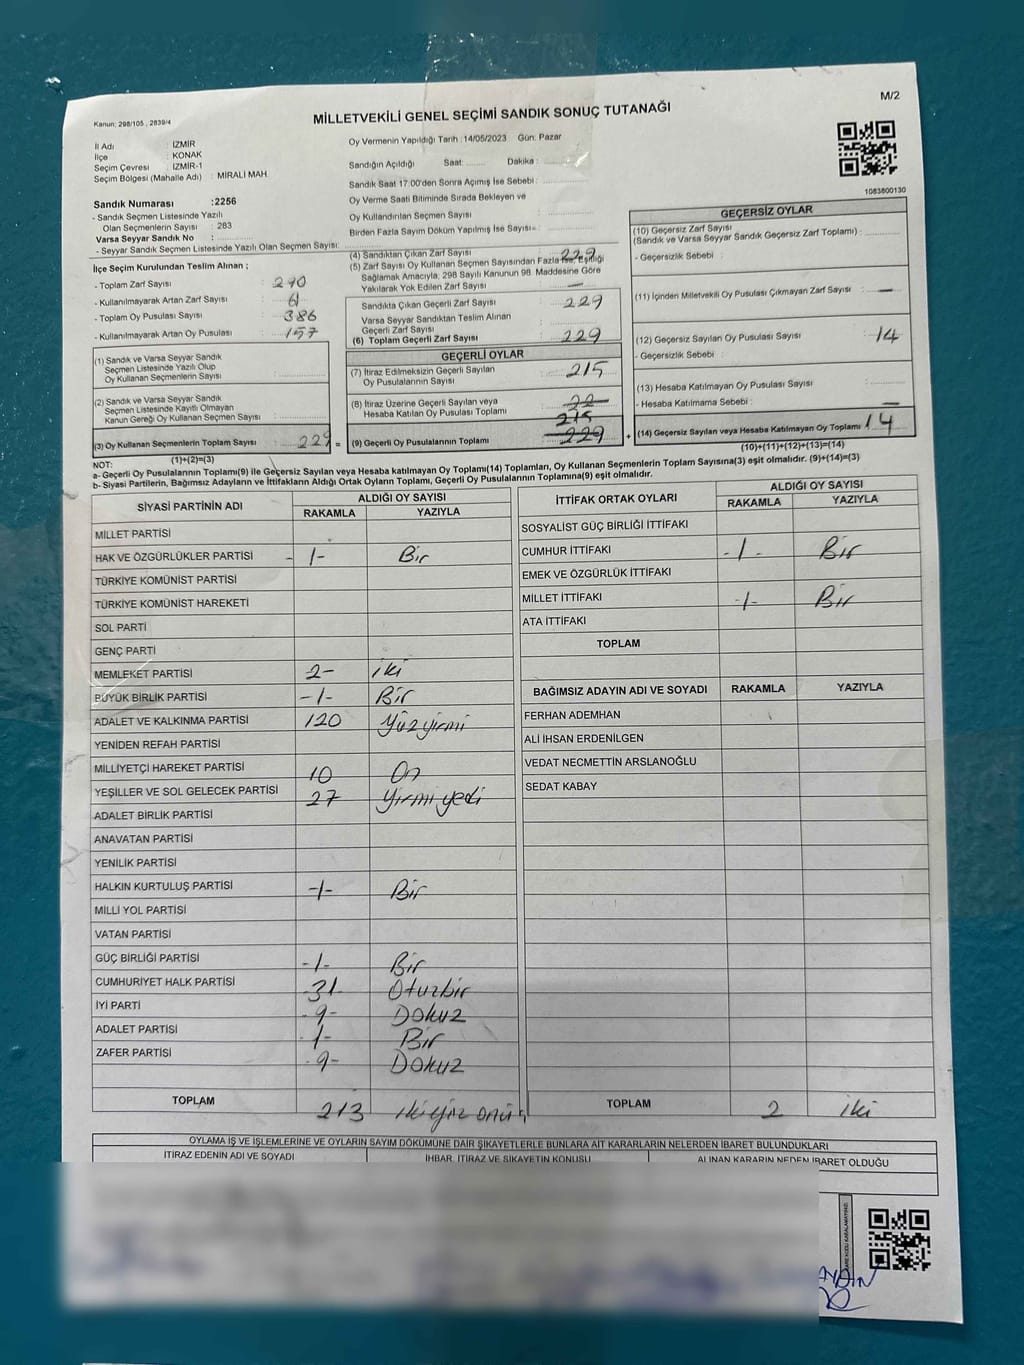 M/2
MİLLETVEKİLİ GENEL SEÇİMİ SANDIK SONUÇ TUTANAĞI
Kanun: 298/105 , 2839/4
İl Adı : İZMİR
İlçe : KONAK
Seçim Çevresi : İZMİR-1
Seçim Bölgesi (Mahalle Adı) : MİRALİ MAH.
Oy Vermenin Yapıldığı Tarih : 14/05/2023 Gün: Pazar
Sandığın Açıldığı Saat: ........ Dakika : ........
Sandık Saat 17:00'den Sonra Açılmış İse Sebebi : ........
Oy Verme Saati Bitiminde Sırada Bekleyen ve
Oy Kullandırılan Seçmen Sayısı : ........
Birden Fazla Sayım Döküm Yapılmış İse Sayısı : ........
1083800130
Sandık Numarası :2256
- Sandık Seçmen Listesinde Yazılı
Olan Seçmenlerin Sayısı : 283
Varsa Seyyar Sandık No : ........
- Seyyar Sandık Seçmen Listesinde Yazılı Olan Seçmen Sayısı: ........
İlçe Seçim Kurulundan Teslim Alınan ;
- Toplam Zarf Sayısı : 290
- Kullanılmayarak Artan Zarf Sayısı : 61
- Toplam Oy Pusulası Sayısı : 386
- Kullanılmayarak Artan Oy Pusulası : 157
(1) Sandık ve Varsa Seyyar Sandık
Seçmen Listesinde Yazılı Olup
Oy Kullanan Seçmenlerin Sayısı : ........
(2) Sandık ve Varsa Seyyar Sandık
Seçmen Listesinde Kayıtlı Olmayan
Kanun Gereği Oy Kullanan Seçmen Sayısı : ........
(3) Oy Kullanan Seçmenlerin Toplam Sayısı : 229 =
(1)+(2)=(3)
(4) Sandıktan Çıkan Zarf Sayısı : 229
(5) Zarf Sayısı Oy Kullanan Seçmen Sayısından Fazla ise, Eşitliği
Sağlamak Amacıyla, 298 Sayılı Kanunun 98. Maddesine Göre
Yakılarak Yok Edilen Zarf Sayısı : —
Sandıkta Çıkan Geçerli Zarf Sayısı : 229
Varsa Seyyar Sandıktan Teslim Alınan
Geçerli Zarf Sayısı : ........
(6) Toplam Geçerli Zarf Sayısı : 229
GEÇERLİ OYLAR
(7) İtiraz Edilmeksizin Geçerli Sayılan
Oy Pusulalarının Sayısı : 215
(8) İtiraz Üzerine Geçerli Sayılan veya
Hesaba Katılan Oy Pusulası Toplamı : 22
215
(9) Geçerli Oy Pusulalarının Toplamı 229 +
GEÇERSİZ OYLAR
(10) Geçersiz Zarf Sayısı
(Sandık ve Varsa Seyyar Sandık Geçersiz Zarf Toplamı) : ........
- Geçersizlik Sebebi :
(11) İçinden Milletvekili Oy Pusulası Çıkmayan Zarf Sayısı : —
(12) Geçersiz Sayılan Oy Pusulası Sayısı : 14
- Geçersizlik Sebebi :
(13) Hesaba Katılmayan Oy Pusulası Sayısı : ........
- Hesaba Katılmama Sebebi : —
(14) Geçersiz Sayılan veya Hesaba Katılmayan Oy Toplamı 14
(10)+(11)+(12)+(13)=(14)
NOT:
a- Geçerli Oy Pusulalarının Toplamı(9) ile Geçersiz Sayılan veya Hesaba katılmayan Oy Toplamı(14) Toplamları, Oy Kullanan Seçmenlerin Toplam Sayısına(3) eşit olmalıdır. (9)+(14)=(3)
b- Siyasi Partilerin, Bağımsız Adayların ve İttifakların Aldığı Ortak Oyların Toplamı, Geçerli Oy Pusulalarının Toplamına(9) eşit olmalıdır.
SİYASİ PARTİNİN ADI ALDIĞI OY SAYISI
RAKAMLA YAZIYLA
MİLLET PARTİSİ
HAK VE ÖZGÜRLÜKLER PARTİSİ -1- Bir
TÜRKİYE KOMÜNİST PARTİSİ
TÜRKİYE KOMÜNİST HAREKETİ
SOL PARTİ
GENÇ PARTİ
MEMLEKET PARTİSİ 2- iki
BÜYÜK BİRLİK PARTİSİ -1- Bir
ADALET VE KALKINMA PARTİSİ 120 Yüzyirmi
YENİDEN REFAH PARTİSİ
MİLLİYETÇİ HAREKET PARTİSİ 10 On
YEŞİLLER VE SOL GELECEK PARTİSİ 27 Yirmiyedi
ADALET BİRLİK PARTİSİ
ANAVATAN PARTİSİ
YENİLİK PARTİSİ
HALKIN KURTULUŞ PARTİSİ -1- Bir
MİLLİ YOL PARTİSİ
VATAN PARTİSİ
GÜÇ BİRLİĞİ PARTİSİ -1- Bir
CUMHURİYET HALK PARTİSİ -31- Otuzbir
İYİ PARTİ -9- Dokuz
ADALET PARTİSİ -1- Bir
ZAFER PARTİSİ -9- Dokuz
TOPLAM 213 ikiyüz onüç
İTTİFAK ORTAK OYLARI ALDIĞI OY SAYISI
RAKAMLA YAZIYLA
SOSYALİST GÜÇ BİRLİĞİ İTTİFAKI
CUMHUR İTTİFAKI -1- Bir
EMEK VE ÖZGÜRLÜK İTTİFAKI
MİLLET İTTİFAKI -1- Bir
ATA İTTİFAKI
TOPLAM
BAĞIMSIZ ADAYIN ADI VE SOYADI RAKAMLA YAZIYLA
FERHAN ADEMHAN
ALİ İHSAN ERDENİLGEN
VEDAT NECMETTİN ARSLANOĞLU
SEDAT KABAY
TOPLAM 2 iki
OYLAMA İŞ VE İŞLEMLERİNE VE OYLARIN SAYIM DÖKÜMÜNE DAİR ŞİKAYETLERLE BUNLARA AİT KARARLARIN NELERDEN İBARET BULUNDUKLARI
İTİRAZ EDENİN ADI VE SOYADI İHBAR, İTİRAZ VE ŞİKAYETİN KONUSU ALINAN KARARIN NEDEN İBARET OLDUĞU